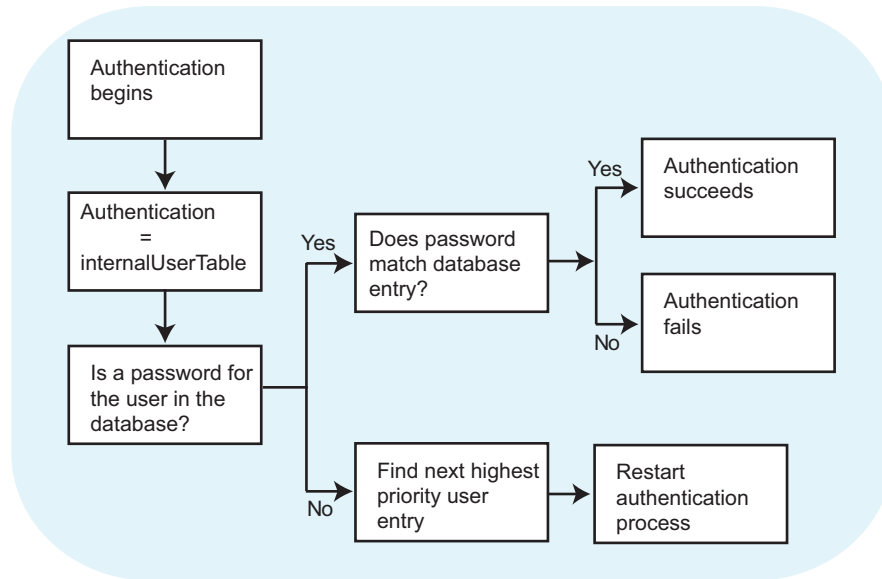 Authentication
begins
Authentication
=
internalUserTable
Is a password for
the user in the
database?
Yes
No
Does password
match database
entry?
Yes
No
Authentication
succeeds
Authentication
fails
Find next highest
priority user
entry
Restart
authentication
process